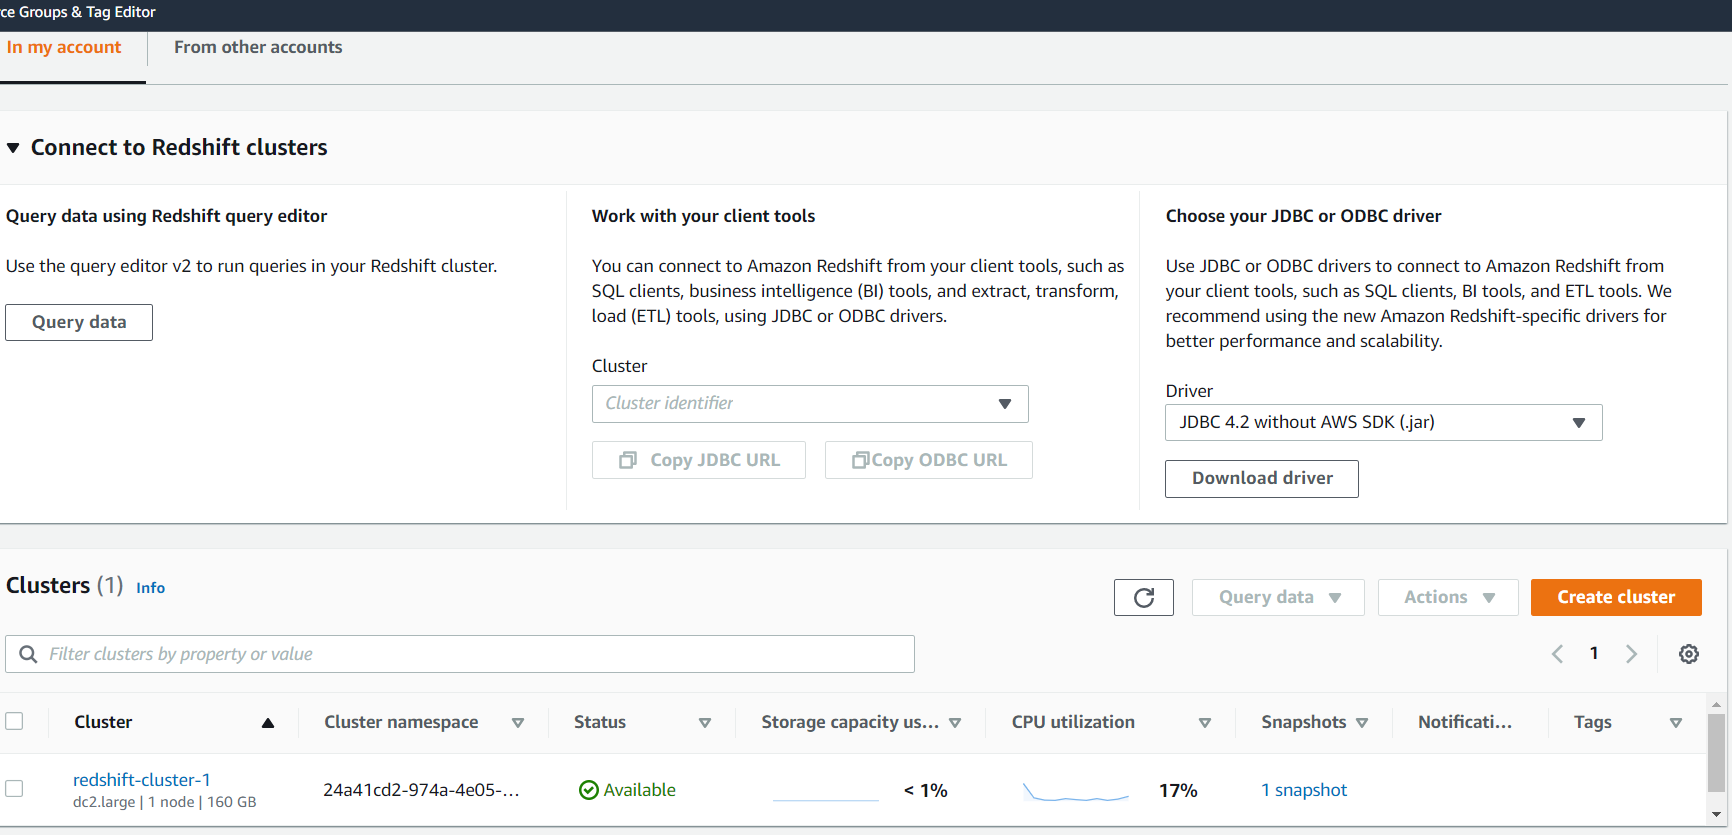 ce Groups & Tag Editor
In my account
From other accounts
Connect to Redshift clusters
Query data using Redshift query editor
Use the query editor v2 to run queries in your Redshift cluster.
Query data
Work with your client tools
You can connect to Amazon Redshift from your client tools, such as
SQL clients, business intelligence (BI) tools, and extract, transform,
load (ETL) tools, using JDBC or ODBC drivers.
Cluster
Cluster identifier
Copy JDBC URL
Copy ODBC URL
Choose your JDBC or ODBC driver
Use JDBC or ODBC drivers to connect to Amazon Redshift from
your client tools, such as SQL clients, BI tools, and ETL tools. We
recommend using the new Amazon Redshift-specific drivers for
better performance and scalability.
Driver
JDBC 4.2 without AWS SDK (.jar)
Download driver
Clusters (1) Info
Query data
Actions
Create cluster
Filter clusters by property or value
1
Cluster
Cluster namespace
Status
Storage capacity us...
CPU utilization
Snapshots
Notificati...
Tags
redshift-cluster-1
dc2.large | 1 node | 160 GB
24a41cd2-974a-4e05-...
Available
< 1%
17%
1 snapshot